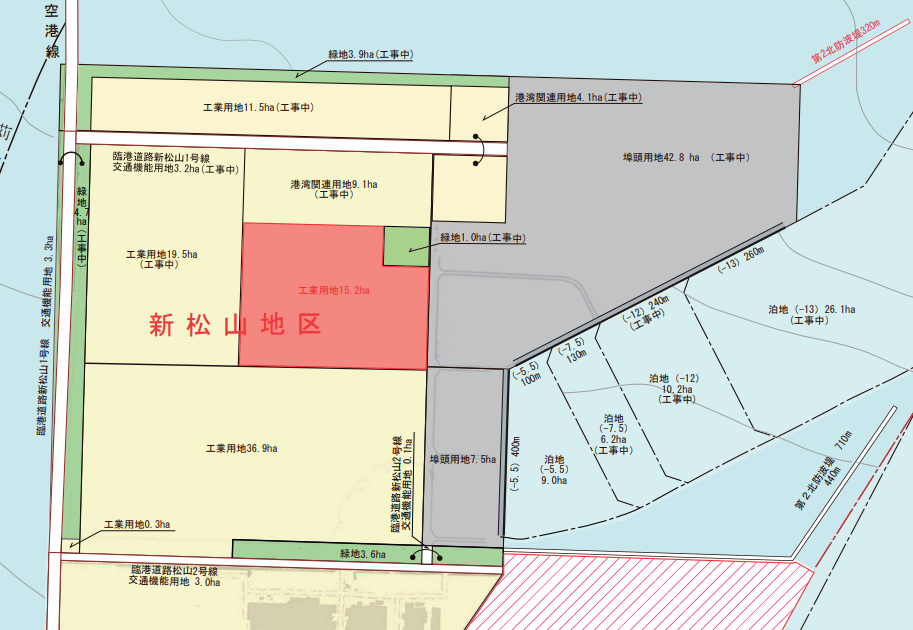 空港線
苅
緑地3.9ha(工事中)
第2北防波堤320m
工業用地11.5ha(工事中)
港湾関連用地4.1ha(工事中)
臨港道路新松山1号線
交通機能用地3.2ha(工事中)
港湾関連用地9.1ha
(工事中)
埠頭用地42.8 ha (工事中)
緑地4.7ha(工事中)
緑地1.0ha(工事中)
工業用地19.5ha
(工事中)
工業用地15.2ha
新松山地区
臨港道路新松山1号線 交通機能用地 3.3ha
(-13) 260m
(-12) 240m
(工事中)
(-7.5)
130m
(-5.5)
100m
泊地 (-13) 26.1ha
(工事中)
泊地 (-12)
10.2ha
(工事中)
泊地
(-7.5)
6.2ha
(工事中)
泊地
(-5.5)
9.0ha
(-5.5) 400m
工業用地36.9ha
臨港道路新松山2号線
交通機能用地 0.1ha
埠頭用地7.5ha
第2北防波堤 710m
440m
工業用地0.3ha
緑地3.6ha
臨港道路新松山2号線
交通機能用地 3.0ha